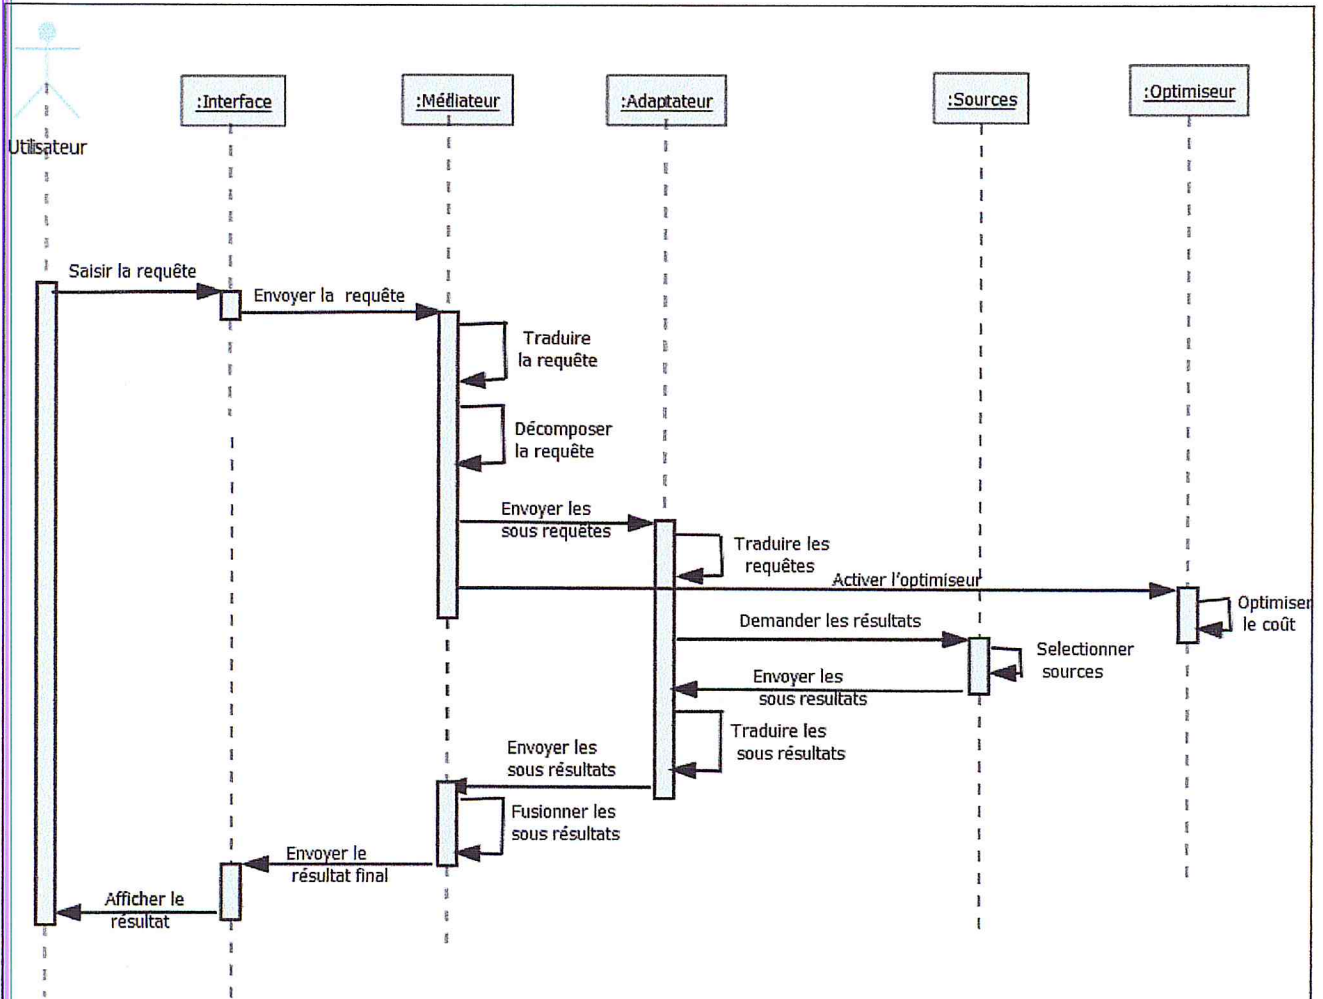 :Interface
:Médiateur
:Adaptateur
:Sources
:Optimiseur
Utilisateur
Saisir la requête
Envoyer la requête
Traduire
la requête
Décomposer
la requête
Envoyer les
sous requêtes
Traduire les
requêtes
Activer l'optimiseur
Optimiser
le coût
Demander les résultats
Selectionner
sources
Envoyer les
sous resultats
Traduire les
sous résultats
Envoyer les
sous résultats
Fusionner les
sous résultats
Envoyer le
résultat final
Afficher le
résultat